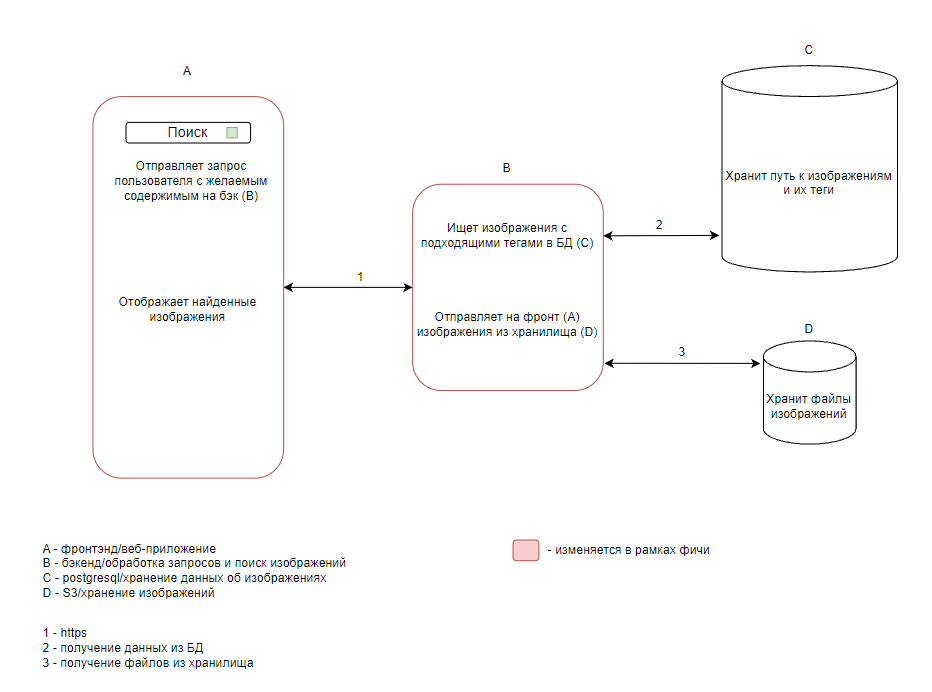 A
Поиск
Отправляет запрос
пользователя с желаемым
содержимым на бэк (B)
Отображает найденные
изображения
1
B
Ищет изображения с
подходящими тегами в БД (C)
Отправляет на фронт (A)
изображения из хранилища (D)
2
3
C
Хранит путь к изображениям
и их теги
D
Хранит файлы
изображений
A - фронтэнд/веб-приложение
B - бэкенд/обработка запросов и поиск изображений
C - postgresql/хранение данных об изображениях
D - S3/хранение изображений
- изменяется в рамках фичи
1 - https
2 - получение данных из БД
3 - получение файлов из хранилища